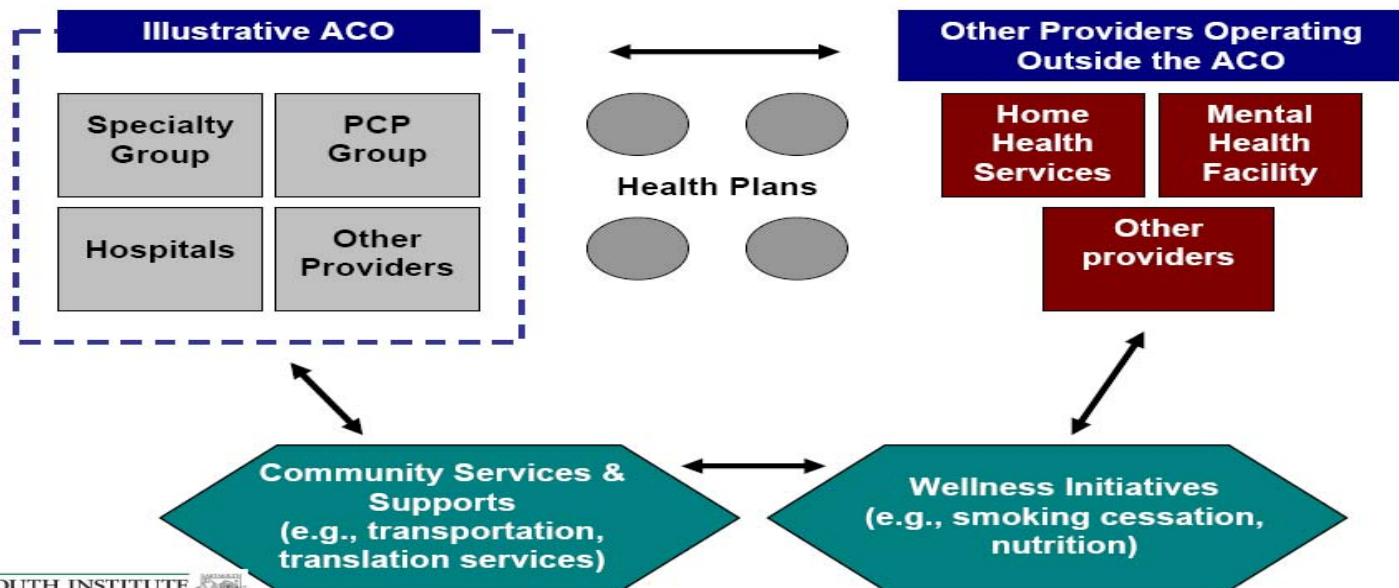 Illustrative ACO
Specialty
Group
PCP
Group
Hospitals
Other
Providers
Health Plans
Other Providers Operating
Outside the ACO
Home
Health
Services
Mental
Health
Facility
Other
providers
Community Services &
Supports
(e.g., transportation,
translation services)
Wellness Initiatives
(e.g., smoking cessation,
nutrition)
INSTITUTE